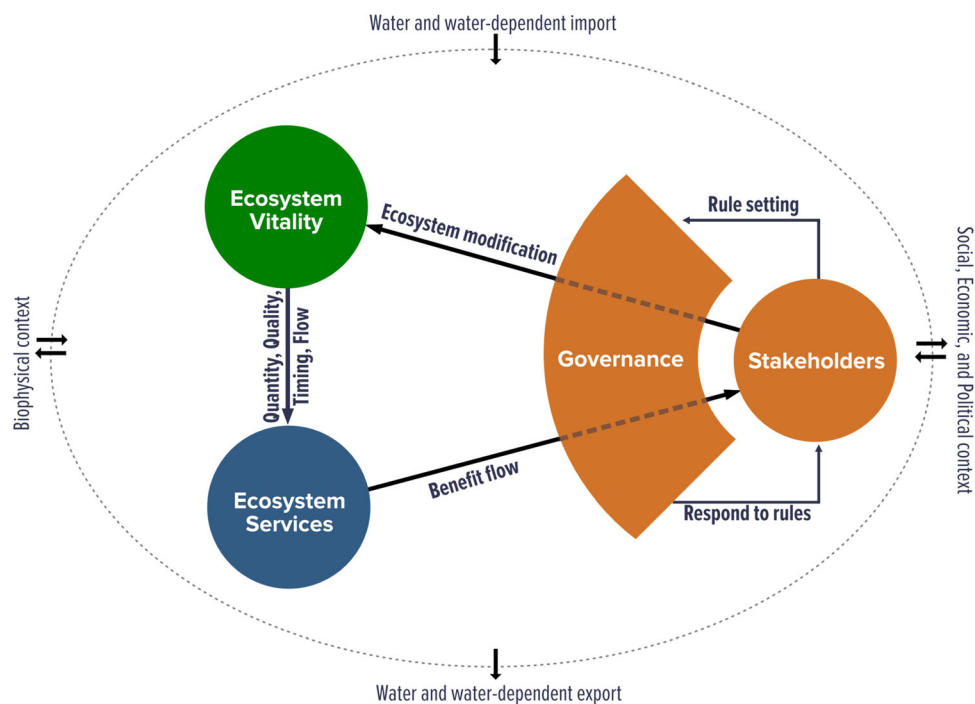 Water and water-dependent import
Ecosystem
Vitality
Ecosystem modification
Rule setting
Quantity, Quality,
Timing, Flow
Governance
Stakeholders
Biophysical context
Social, Economic, and Political context
Benefit flow
Ecosystem
Services
Respond to rules
Water and water-dependent export